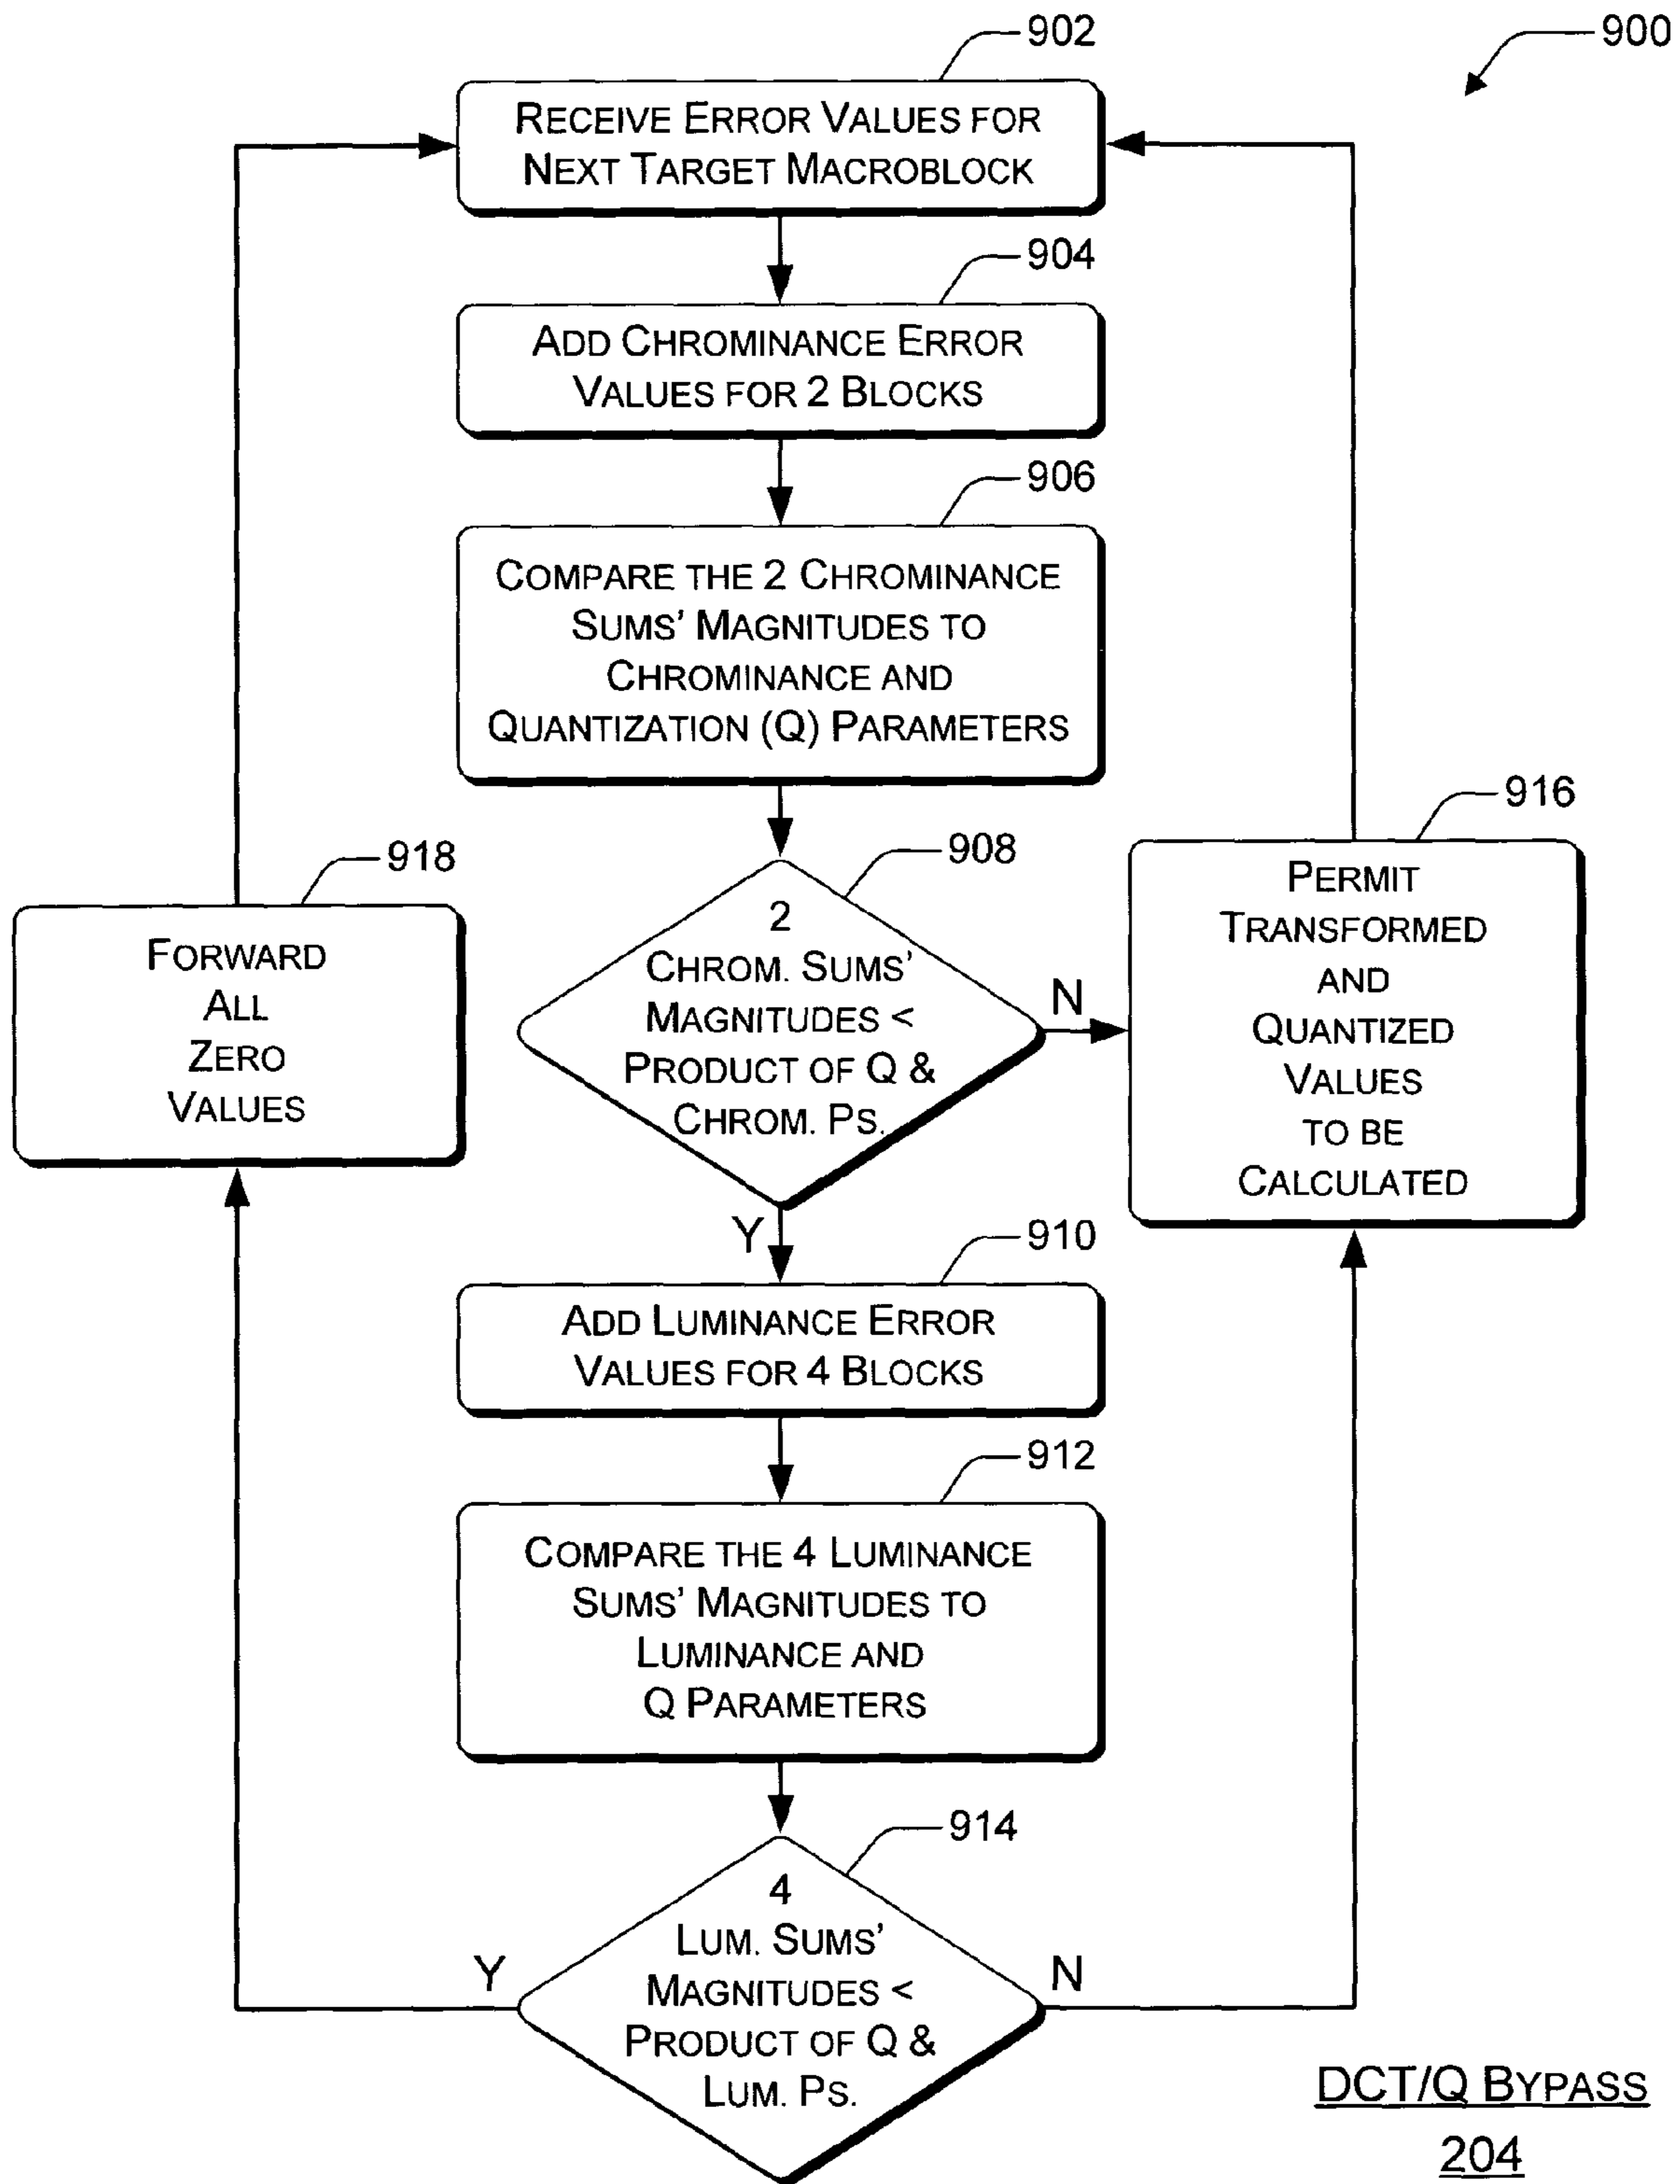 902
900
RECEIVE ERROR VALUES FOR
NEXT TARGET MACROBLOCK
904
ADD CHROMINANCE ERROR
VALUES FOR 2 BLOCKS
906
COMPARE THE 2 CHROMINANCE
SUMS' MAGNITUDES TO
CHROMINANCE AND
QUANTIZATION (Q) PARAMETERS
908
2
CHROM. SUMS'
MAGNITUDES <
PRODUCT OF Q &
CHROM. PS.
N
Y
916
PERMIT
TRANSFORMED
AND
QUANTIZED
VALUES
TO BE
CALCULATED
918
FORWARD
ALL
ZERO
VALUES
910
ADD LUMINANCE ERROR
VALUES FOR 4 BLOCKS
912
COMPARE THE 4 LUMINANCE
SUMS' MAGNITUDES TO
LUMINANCE AND
Q PARAMETERS
914
4
LUM. SUMS'
MAGNITUDES <
PRODUCT OF Q &
LUM. PS.
Y
N
DCT/Q BYPASS
204